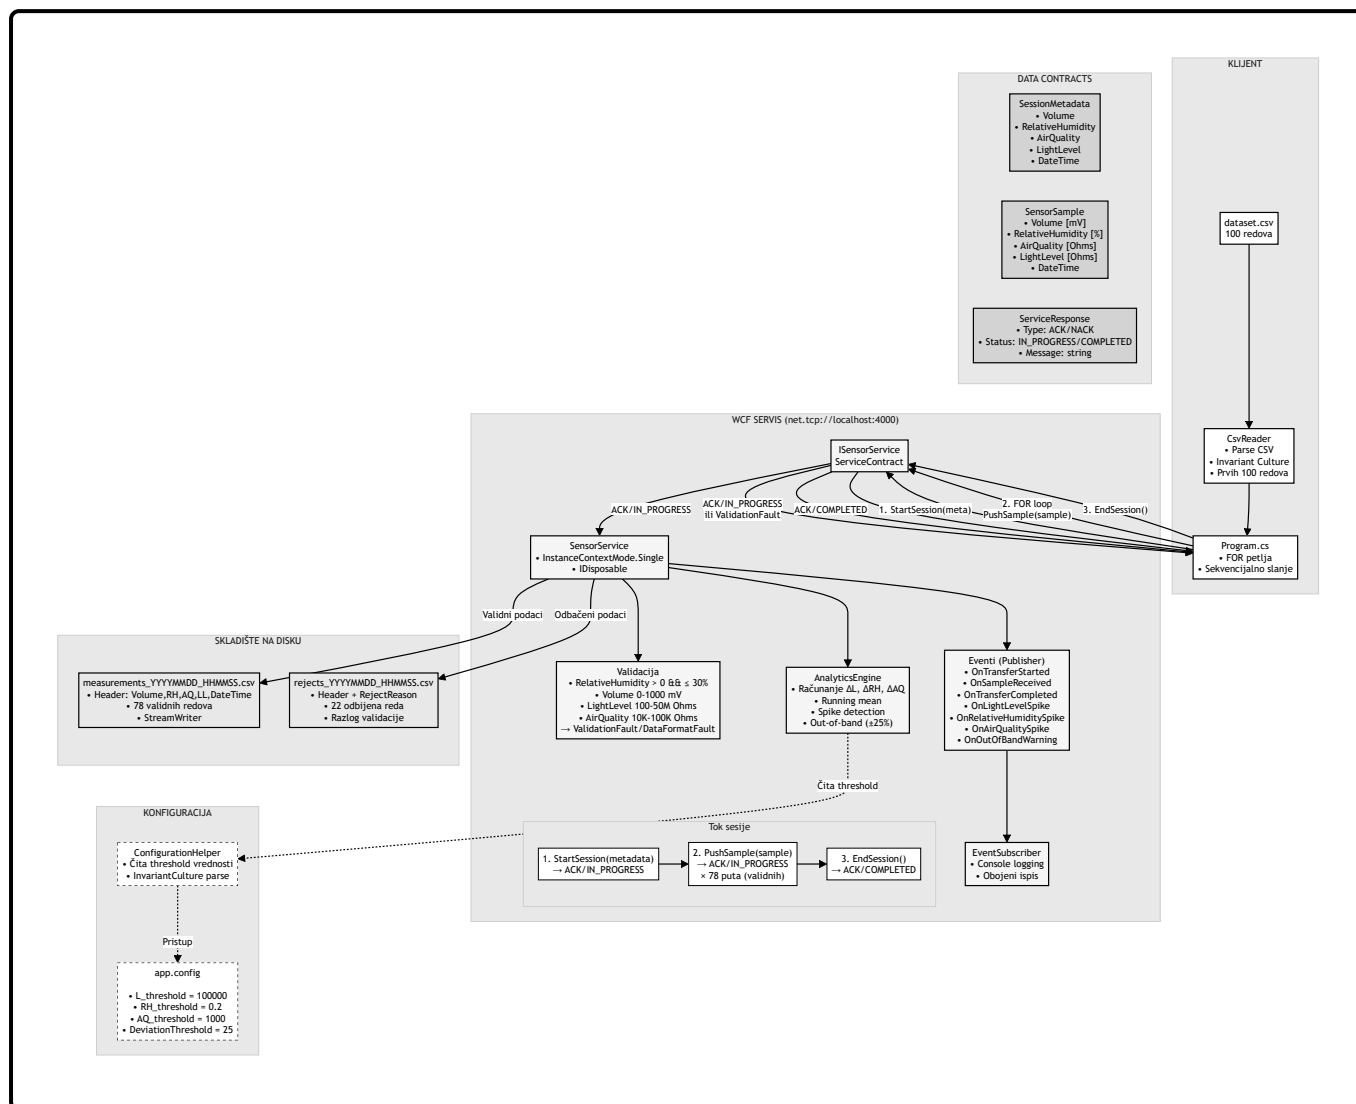 KLIJENT
dataset.csv
100 redova
CsvReader
• Parse CSV
• Invariant Culture
• Prvih 100 redova
Program.cs
• FOR petlja
• Sekvencijalno slanje
DATA CONTRACTS
SessionMetadata
• Volume
• RelativeHumidity
• AirQuality
• LightLevel
• DateTime
SensorSample
• Volume [mV]
• RelativeHumidity [%]
• AirQuality [Ohms]
• LightLevel [Ohms]
• DateTime
ServiceResponse
• Type: ACK/NACK
• Status: IN_PROGRESS/COMPLETED
• Message: string
WCF SERVIS (net.tcp://localhost:4000)
ISensorService
ServiceContract
ACK/IN_PROGRESS
ACK/IN_PROGRESS
ili ValidationFault
ACK/COMPLETED
1. StartSession(meta)
2. FOR loop
PushSample(sample)
3. EndSession()
SensorService
• InstanceContextMode.Single
• IDisposable
Validni podaci
Odbačeni podaci
SKLADIŠTE NA DISKU
measurements_YYYYMMDD_HHMMSS.csv
• Header: Volume,RH,AQ,LL,DateTime
• 78 validnih redova
• StreamWriter
rejects_YYYYMMDD_HHMMSS.csv
• Header + RejectReason
• 22 odbijena reda
• Razlog validacije
Validacija
• RelativeHumidity > 0 && ≤ 30%
• Volume 0-1000 mV
• LightLevel 100-50M Ohms
• AirQuality 10K-100K Ohms
→ ValidationFault/DataFormatFault
AnalyticsEngine
• Računanje ΔL, ΔRH, ΔAQ
• Running mean
• Spike detection
• Out-of-band (±25%)
Eventi (Publisher)
• OnTransferStarted
• OnSampleReceived
• OnTransferCompleted
• OnLightLevelSpike
• OnRelativeHumiditySpike
• OnAirQualitySpike
• OnOutOfBandWarning
Čita threshold
Tok sesije
1. StartSession(metadata)
→ ACK/IN_PROGRESS
2. PushSample(sample)
→ ACK/IN_PROGRESS
× 78 puta (validnih)
3. EndSession()
→ ACK/COMPLETED
EventSubscriber
• Console logging
• Obojeni ispis
KONFIGURACIJA
ConfigurationHelper
• Čita threshold vrednosti
• InvariantCulture parse
Pristup
app.config
• L_threshold = 100000
• RH_threshold = 0.2
• AQ_threshold = 1000
• DeviationThreshold = 25